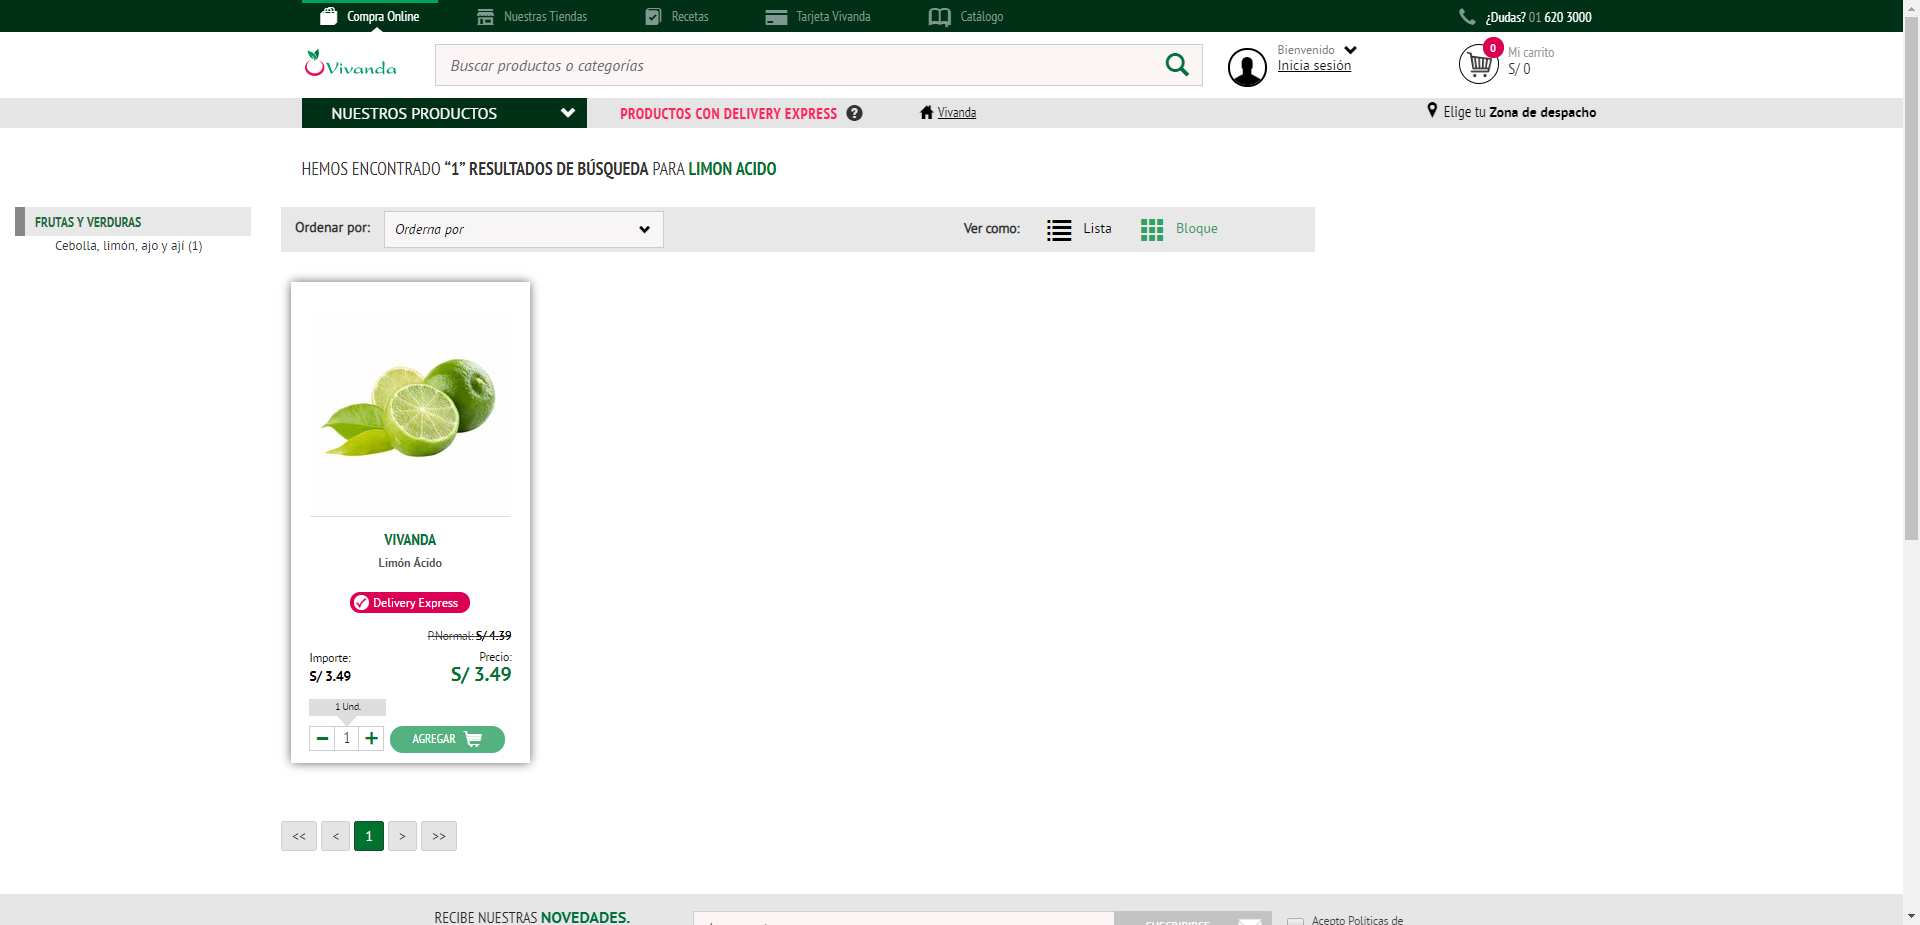 Compra Online
Nuestras Tiendas
Recetas
Tarjeta Vivanda
Catálogo
¿Dudas? 01 620 3000
Vivanda
Buscar productos o categorías
Bienvenido
Inicia sesión
0
Mi carrito
S/ 0
NUESTROS PRODUCTOS
PRODUCTOS CON DELIVERY EXPRESS ?
Vivanda
Elige tu Zona de despacho
HEMOS ENCONTRADO “1” RESULTADOS DE BÚSQUEDA PARA LIMON ACIDO
FRUTAS Y VERDURAS
Cebolla, limón, ajo y ají (1)
Ordenar por:
Orderna por
Ver como:
Lista
Bloque
VIVANDA
Limón Ácido
Delivery Express
P.Normal: S/ 4.39
Importe:
Precio:
S/ 3.49
S/ 3.49
1 Und.
1
AGREGAR
<<
<
1
>
>>
RECIBE NUESTRAS NOVEDADES.
SUSCRIBIRSE
Acepto Políticas de